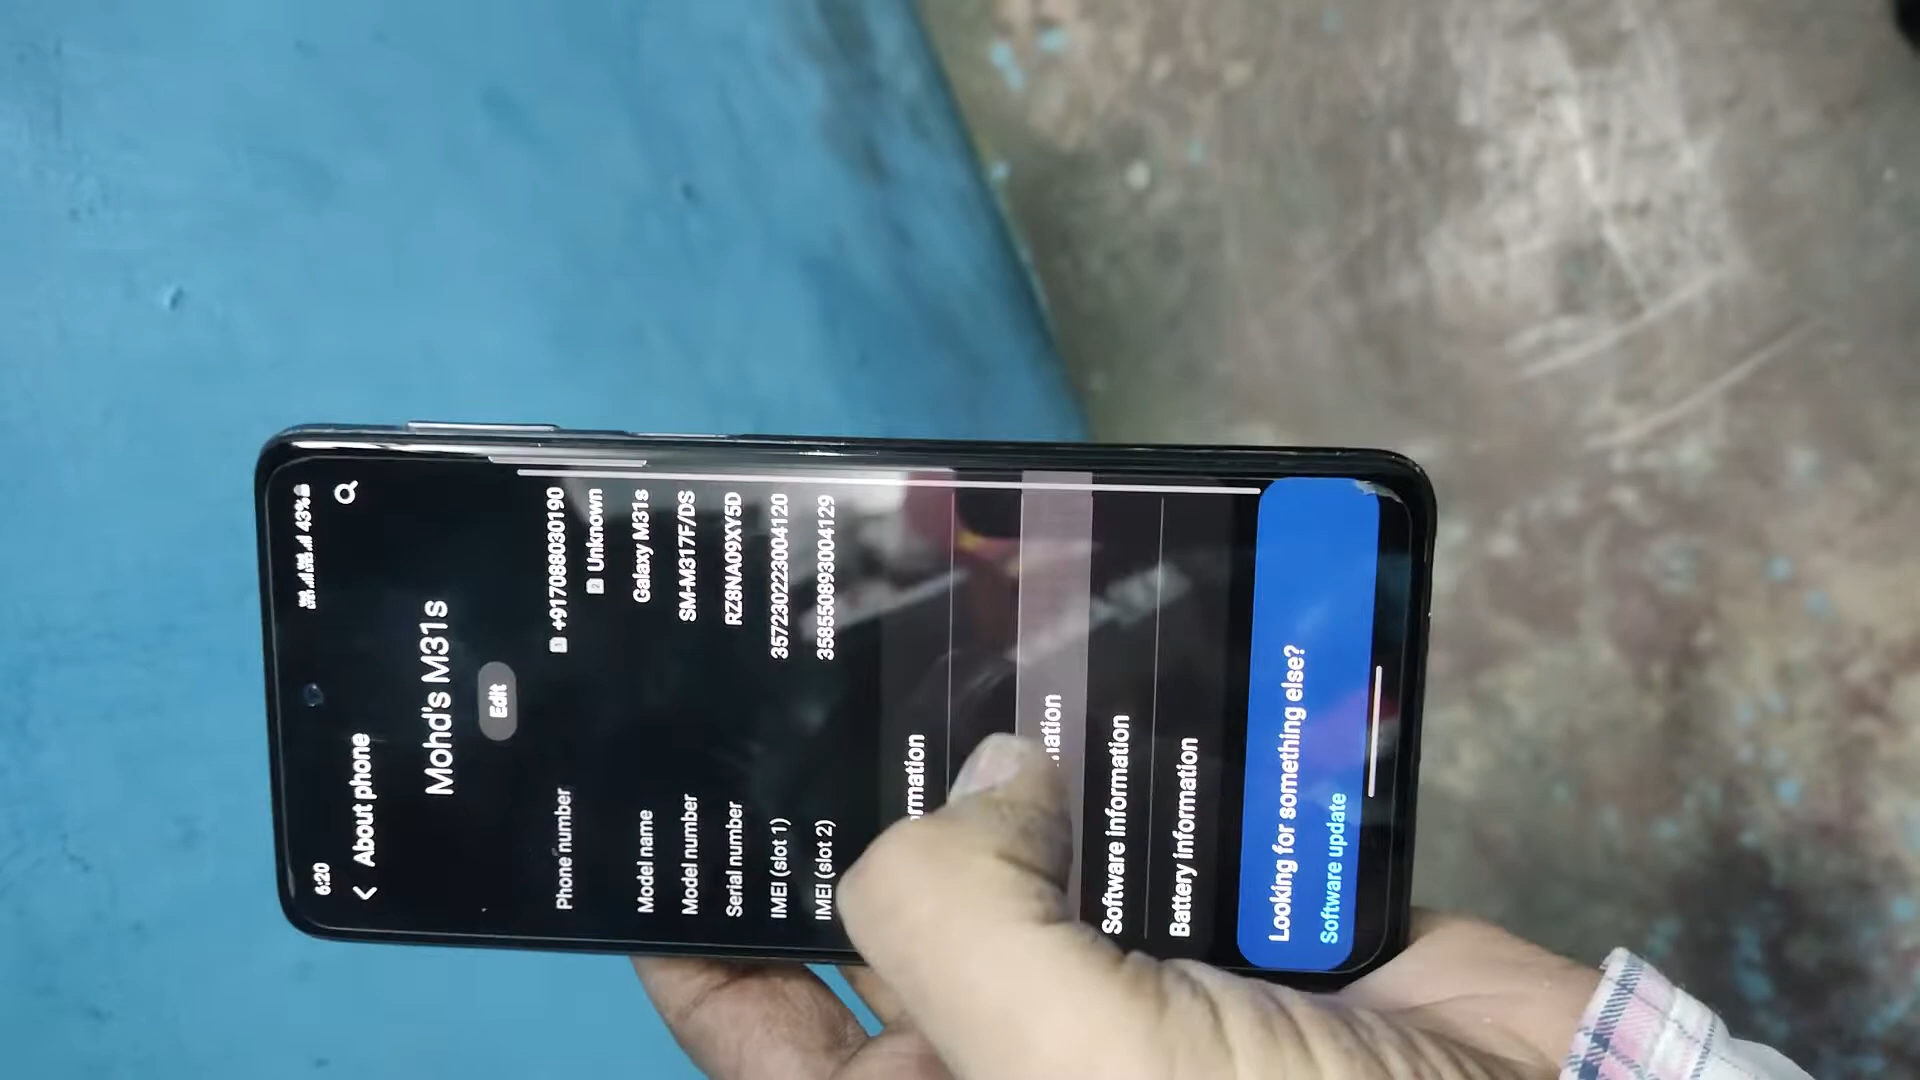 6:20 43%
About phone
Mohd's M31s
Edit
Phone number 1 +917088030190
2 Unknown
Model name Galaxy M31s
Model number SM-M317F/DS
Serial number RZ8NA09XY5D
IMEI (slot 1) 357230223004120
IMEI (slot 2) 358550893004129
Software information
Battery information
Looking for something else?
Software update